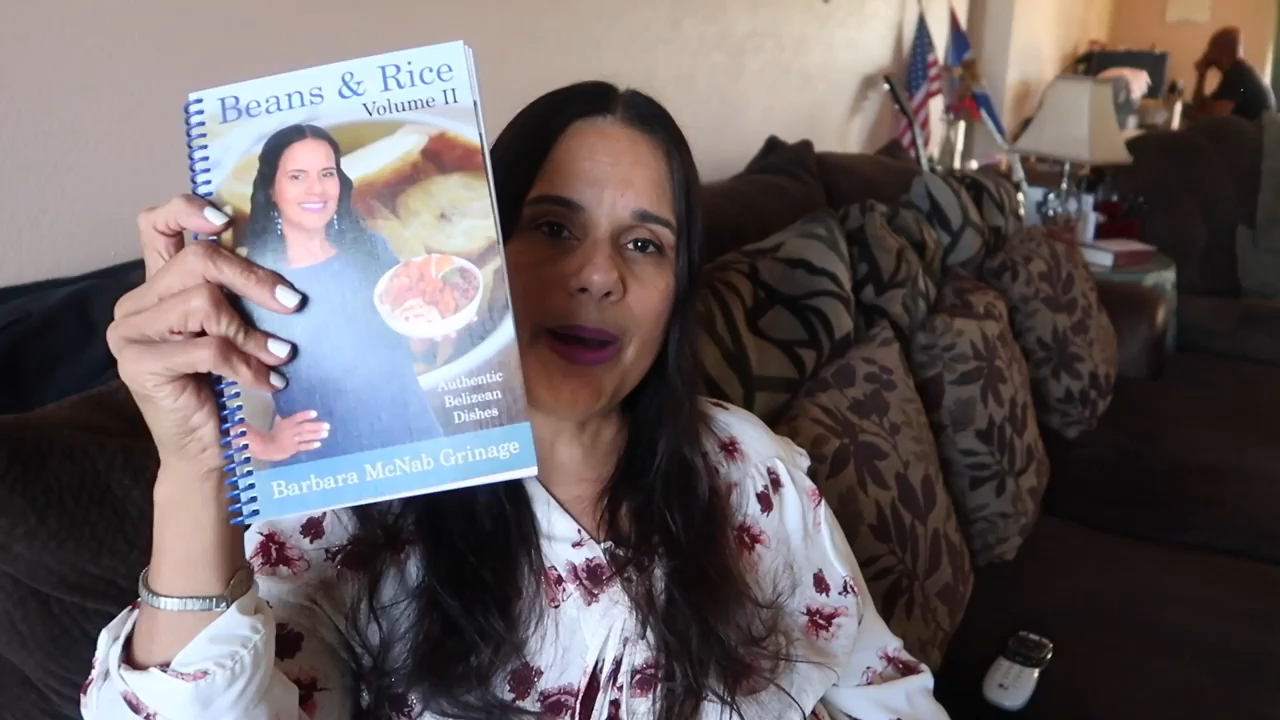 Beans & Rice
Volume II
Authentic
Belizean
Dishes
Barbara McNab Grinage